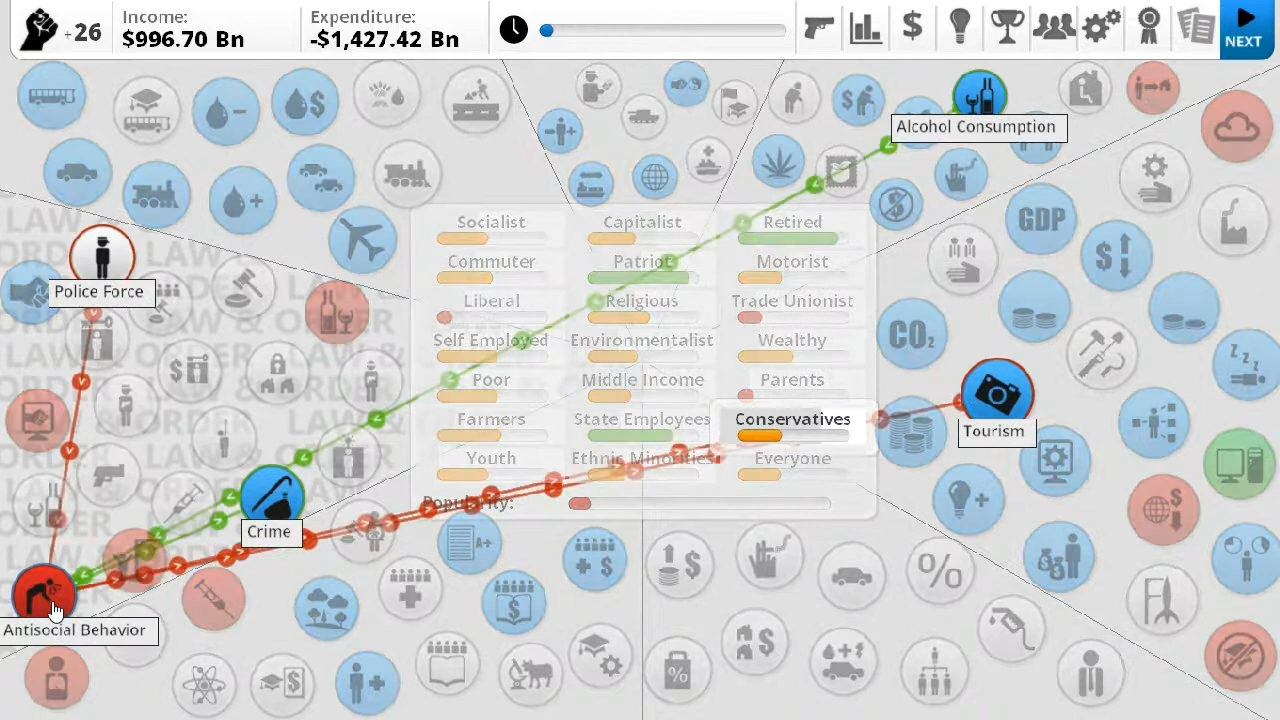 +26
Income:
$996.70 Bn
Expenditure:
-$1,427.42 Bn
NEXT
Alcohol Consumption
GDP
Police Force
LAW &
ORDER
Socialist
Capitalist
Retired
Commuter
Patriot
Motorist
Liberal
Religious
Trade Unionist
Self Employed
Environmentalist
Wealthy
Poor
Middle Income
Parents
Farmers
State Employees
Conservatives
Youth
Ethnic Minorities
Everyone
Popularity:
CO₂
Tourism
Crime
Antisocial Behavior
A+
%